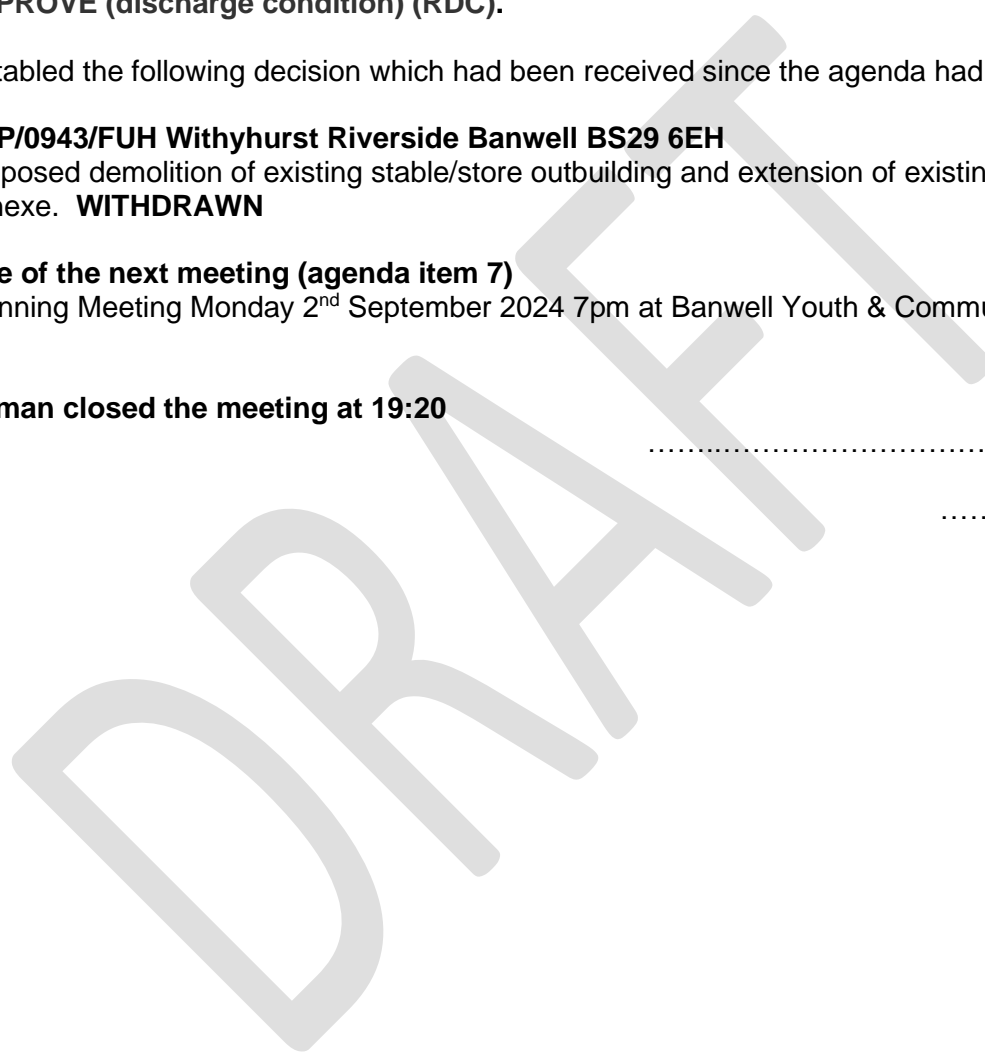 PROVE (discharge condition) (RDC).
tabled the following decision which had been received since the agenda had
P/0943/FUH Withyhurst Riverside Banwell BS29 6EH
posed demolition of existing stable/store outbuilding and extension of existin
nexe. WITHDRAWN
e of the next meeting (agenda item 7)
nning Meeting Monday 2nd September 2024 7pm at Banwell Youth & Commu
man closed the meeting at 19:20
……..…………………………
…..
DRAFT